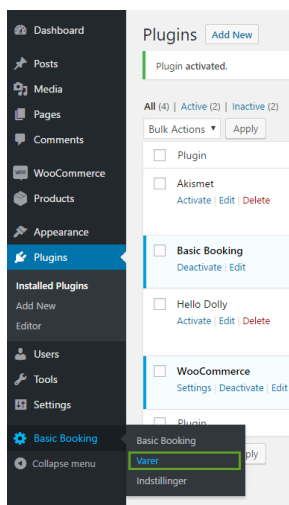 Dashboard
Posts
Media
Pages
Comments
WOO
WooCommerce
Products
Appearance
Plugins
Installed Plugins
Add New
Editor
Users
Tools
Settings
Basic Booking
Collapse menu
Basic Booking
Varer
Indstillinger
Plugins Add New
Plugin activated.
All (4) | Active (2) | Inactive (2)
Bulk Actions ▼ Apply
Plugin
Akismet
Activate | Edit | Delete
Basic Booking
Deactivate | Edit
Hello Dolly
Activate | Edit | Delete
WooCommerce
Settings | Deactivate | Edit
Plugin